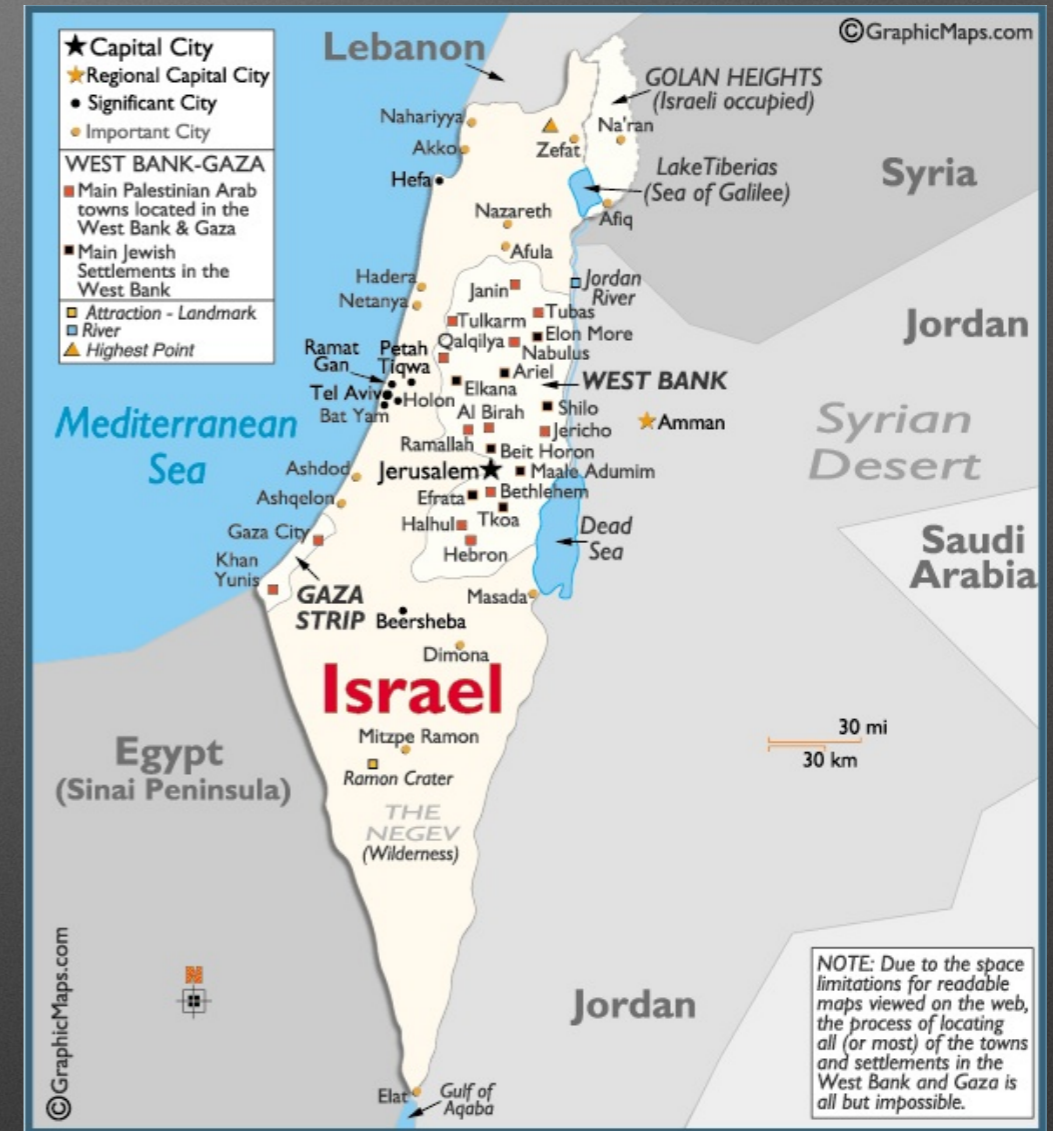 ©GraphicMaps.com
Capital City
Regional Capital City
Significant City
Important City
WEST BANK-GAZA
Main Palestinian Arab
towns located in the
West Bank & Gaza
Main Jewish
Settlements in the
West Bank
Attraction - Landmark
River
Highest Point
Lebanon
GOLAN HEIGHTS
(Israeli occupied)
Nahariyya
Na'ran
Akko
Zefat
Hefa
Lake Tiberias
(Sea of Galilee)
Syria
Nazareth
Afiq
Afula
Hadera
Janin
Jordan
River
Netanya
Tubas
Tulkarm
Elon More
Jordan
Qalqilya
Nabulus
Ramat
Gan
Petah
Tiqwa
Ariel
WEST BANK
Elkana
Tel Aviv
Holon
Shilo
Bat Yam
Al Birah
Amman
Mediterranean
Sea
Syrian
Desert
Jericho
Ramallah
Beit Horon
Ashdod
Jerusalem
Maale Adumim
Ashqelon
Efrata
Bethlehem
Gaza City
Halhul
Tkoa
Dead
Sea
Saudi
Arabia
Hebron
Khan
Yunis
GAZA
STRIP
Masada
Beersheba
Dimona
Israel
Mitzpe Ramon
30 mi
30 km
Egypt
(Sinai Peninsula)
Ramon Crater
THE
NEGEV
(Wilderness)
©GraphicMaps.com
N
Jordan
NOTE: Due to the space
limitations for readable
maps viewed on the web,
the process of locating
all (or most) of the towns
and settlements in the
West Bank and Gaza is
all but impossible.
Elat
Gulf of
Aqaba